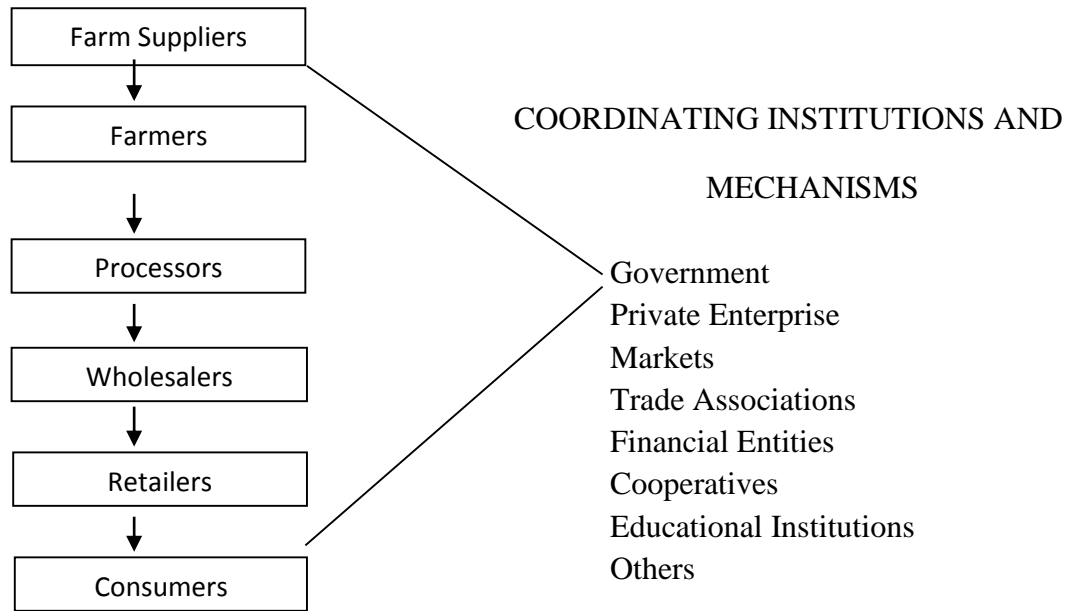 Farm Suppliers
Farmers
Processors
Wholesalers
Retailers
Consumers
COORDINATING INSTITUTIONS AND
MECHANISMS
Government
Private Enterprise
Markets
Trade Associations
Financial Entities
Cooperatives
Educational Institutions
Others